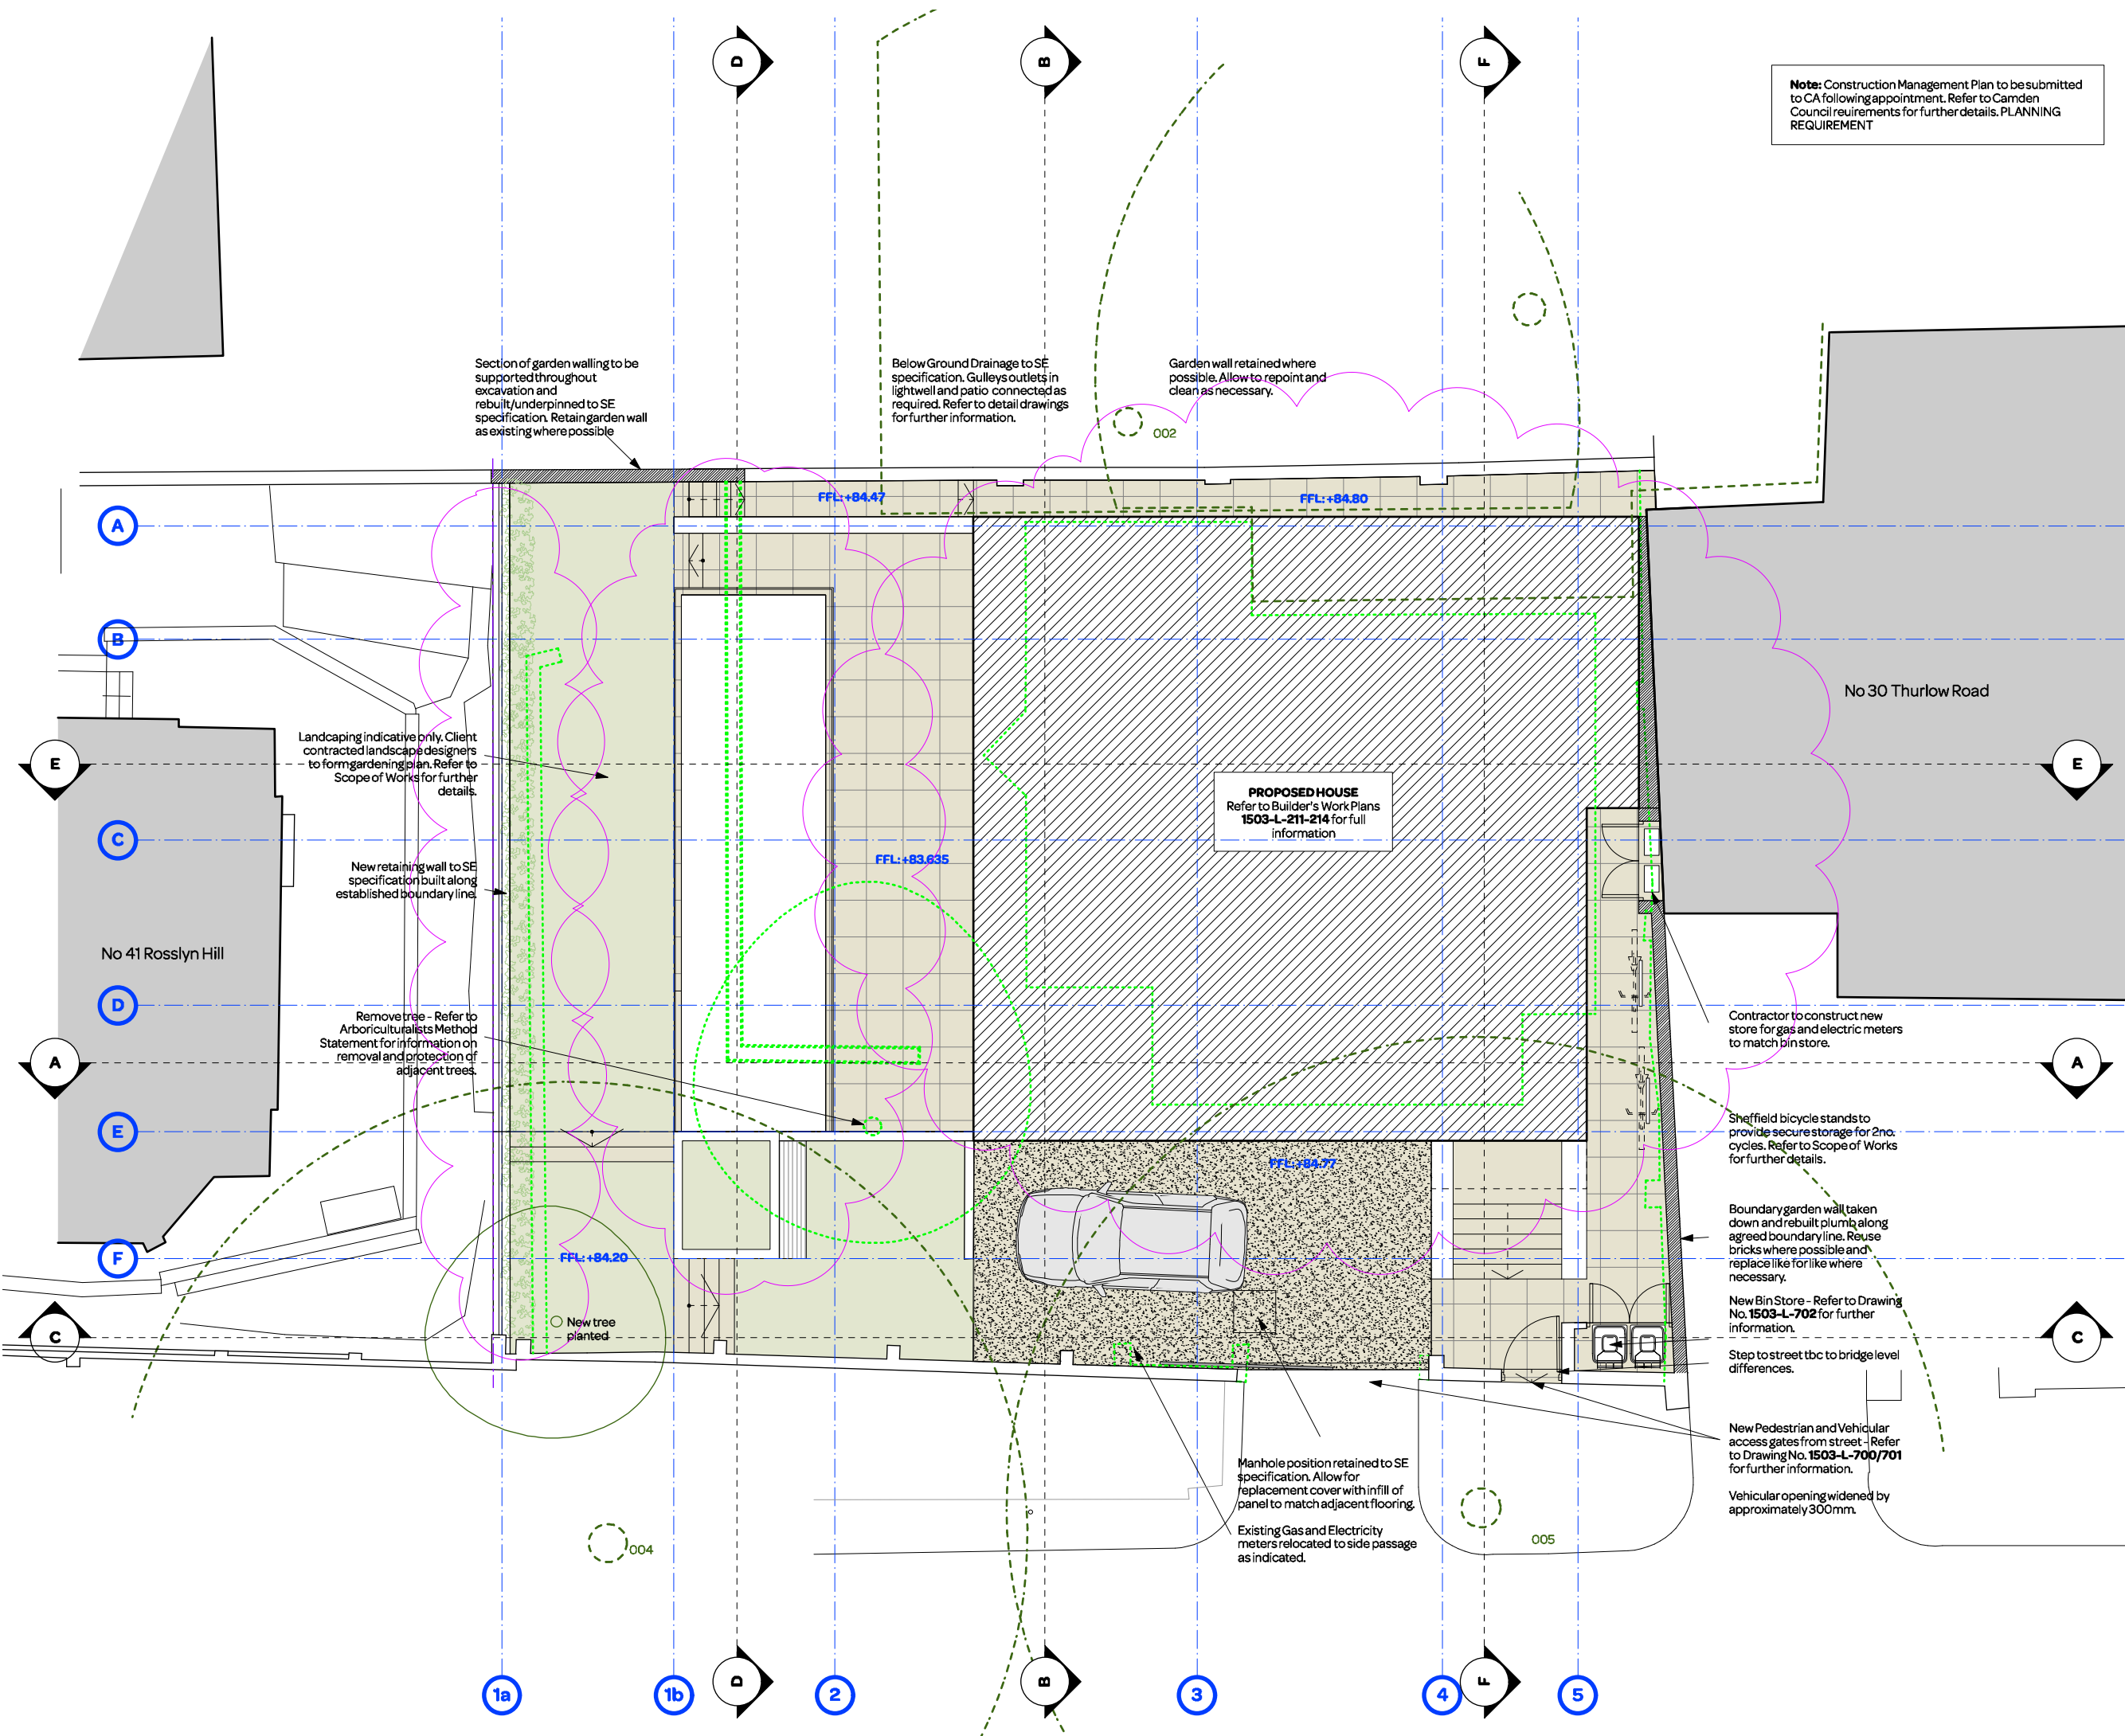 D
B
F
Note: Construction Management Plan to be submitted
to CA following appointment. Refer to Camden
Council reuirements for further details. PLANNING
REQUIREMENT
Section of garden walling to be
supported throughout
excavation and
rebuilt/underpinned to SE
specification. Retain garden wall
as existing where possible
Below Ground Drainage to SE
specification. Gulleys outlets in
lightwell and patio connected as
required. Refer to detail drawings
for further information.
Garden wall retained where
possible. Allow to repoint and
clean as necessary.
002
FFL: +84.47
FFL: +84.80
A
B
No 30 Thurlow Road
Landcaping indicative only. Client
contracted landscape designers
to form gardening plan. Refer to
Scope of Works for further
details.
E
E
PROPOSED HOUSE
Refer to Builder's Work Plans
1503-L-211-214 for full
information
C
FFL: +83.635
New retaining wall to SE
specification built along
established boundary line.
No 41 Rosslyn Hill
D
Remove tree - Refer to
Arboriculturalists Method
Statement for information on
removal and protection of
adjacent trees.
Contractor to construct new
store for gas and electric meters
to match bin store.
A
A
E
Sheffield bicycle stands to
provide secure storage for 2no.
cycles. Refer to Scope of Works
for further details.
FFL: +84.77
Boundary garden wall taken
down and rebuilt plumb along
agreed boundary line. Reuse
bricks where possible and
replace like for like where
necessary.
F
FFL: +84.20
New Bin Store - Refer to Drawing
No. 1503-L-702 for further
information.
New tree
planted
C
C
Step to street tbc to bridge level
differences.
New Pedestrian and Vehicular
access gates from street - Refer
to Drawing No. 1503-L-700/701
for further information.
Vehicular opening widened by
approximately 300mm.
Manhole position retained to SE
specification. Allow for
replacement cover with infill of
panel to match adjacent flooring.
Existing Gas and Electricity
meters relocated to side passage
as indicated.
004
005
1a
1b
D
2
B
3
4
F
5